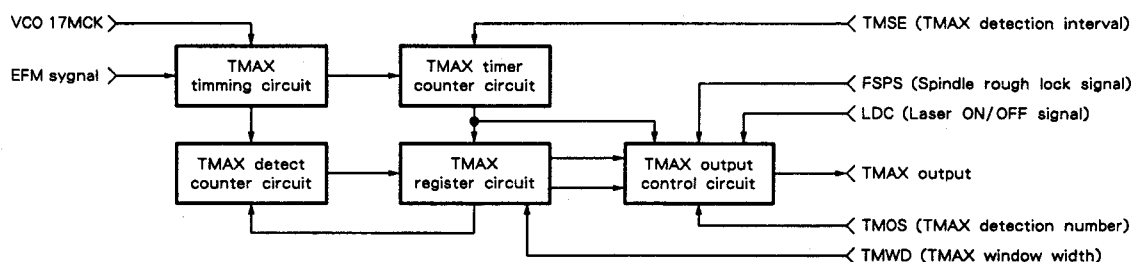 VCO 17MCK
TMSE (TMAX detection interval)
EFM sygnal
TMAX
timming circuit
TMAX timer
counter circuit
FSPS (Spindle rough lock signal)
LDC (Laser ON/OFF signal)
TMAX detect
counter circuit
TMAX
register circuit
TMAX output
control circuit
TMAX output
TMOS (TMAX detection number)
TMWD (TMAX window width)